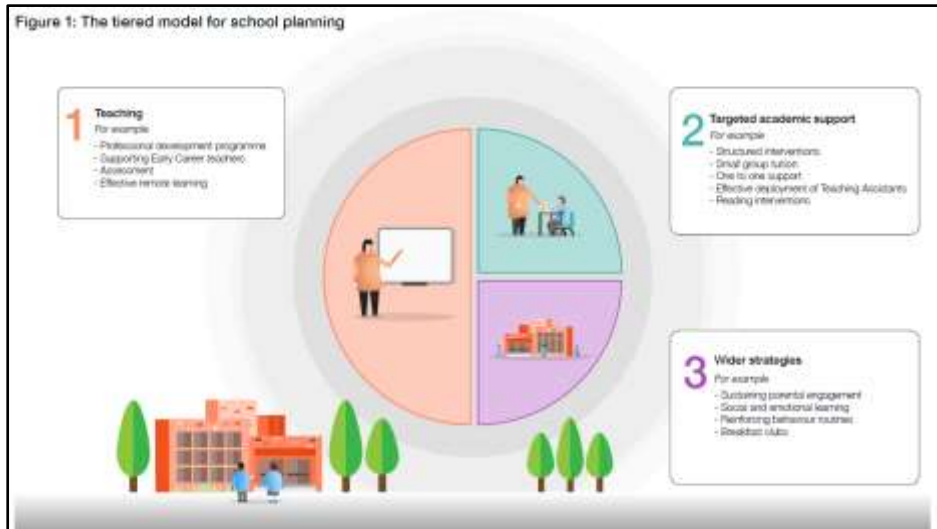 Figure 1: The tiered model for school planning
1
Teaching
For example
- Professional development programme
- Supporting Early Career teachers
- Assessment
- Effective remote learning
2
Targeted academic support
For example
- Structured interventions
- Small group tuition
- One to one support
- Effective deployment of Teaching Assistants
- Reading interventions
3
Wider strategies
For example
- Sustaining parental engagement
- Social and emotional learning
- Reinforcing behaviour routines
- Breakfast clubs